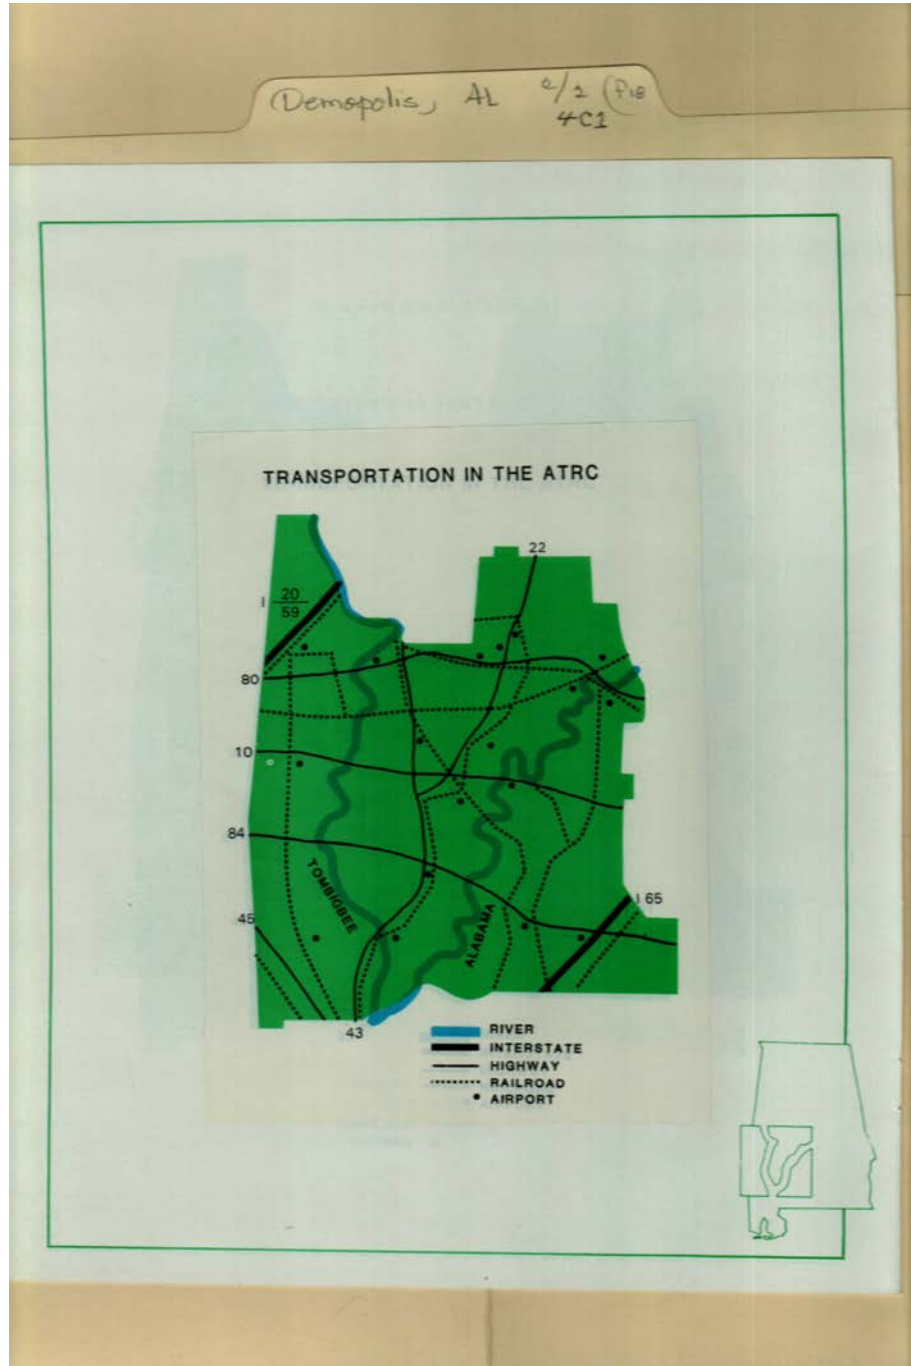 Demopolis, AL 2/2 (
4C1
TRANSPORTATION IN THE ATRC
22
I 20
59
80
10
84
TOMBIGBEE
I 65
45
ALABAMA
43
RIVER
INTERSTATE
HIGHWAY
RAILROAD
AIRPORT